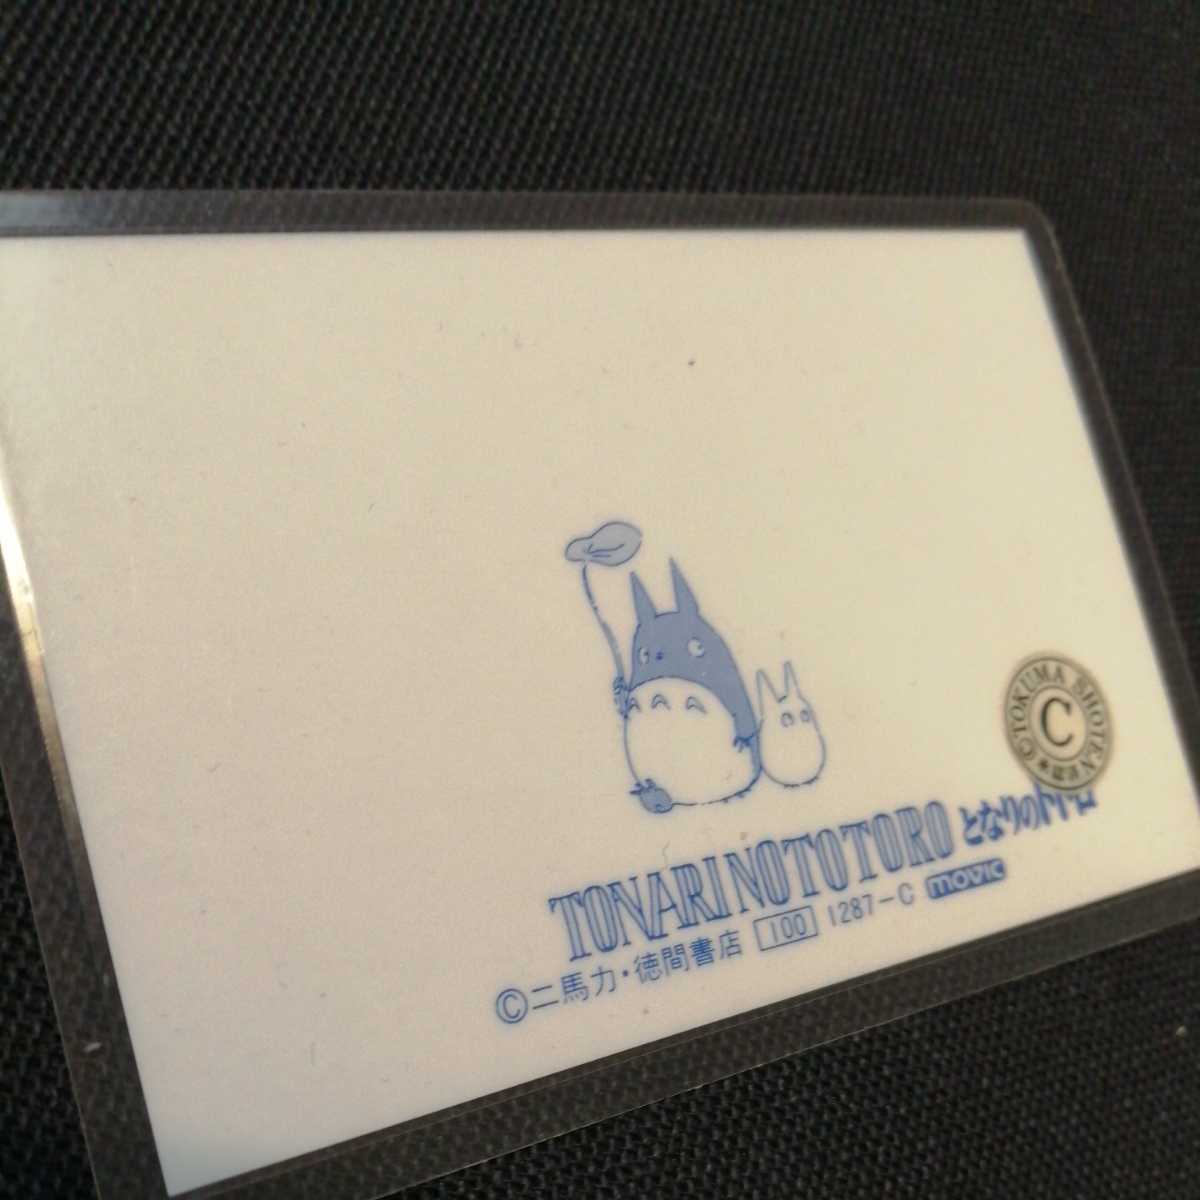 TONARI NO TOTORO となりのトトロ
©二馬力・徳間書店 100 1287-C movic
©TOKUMA SHOTEN
C